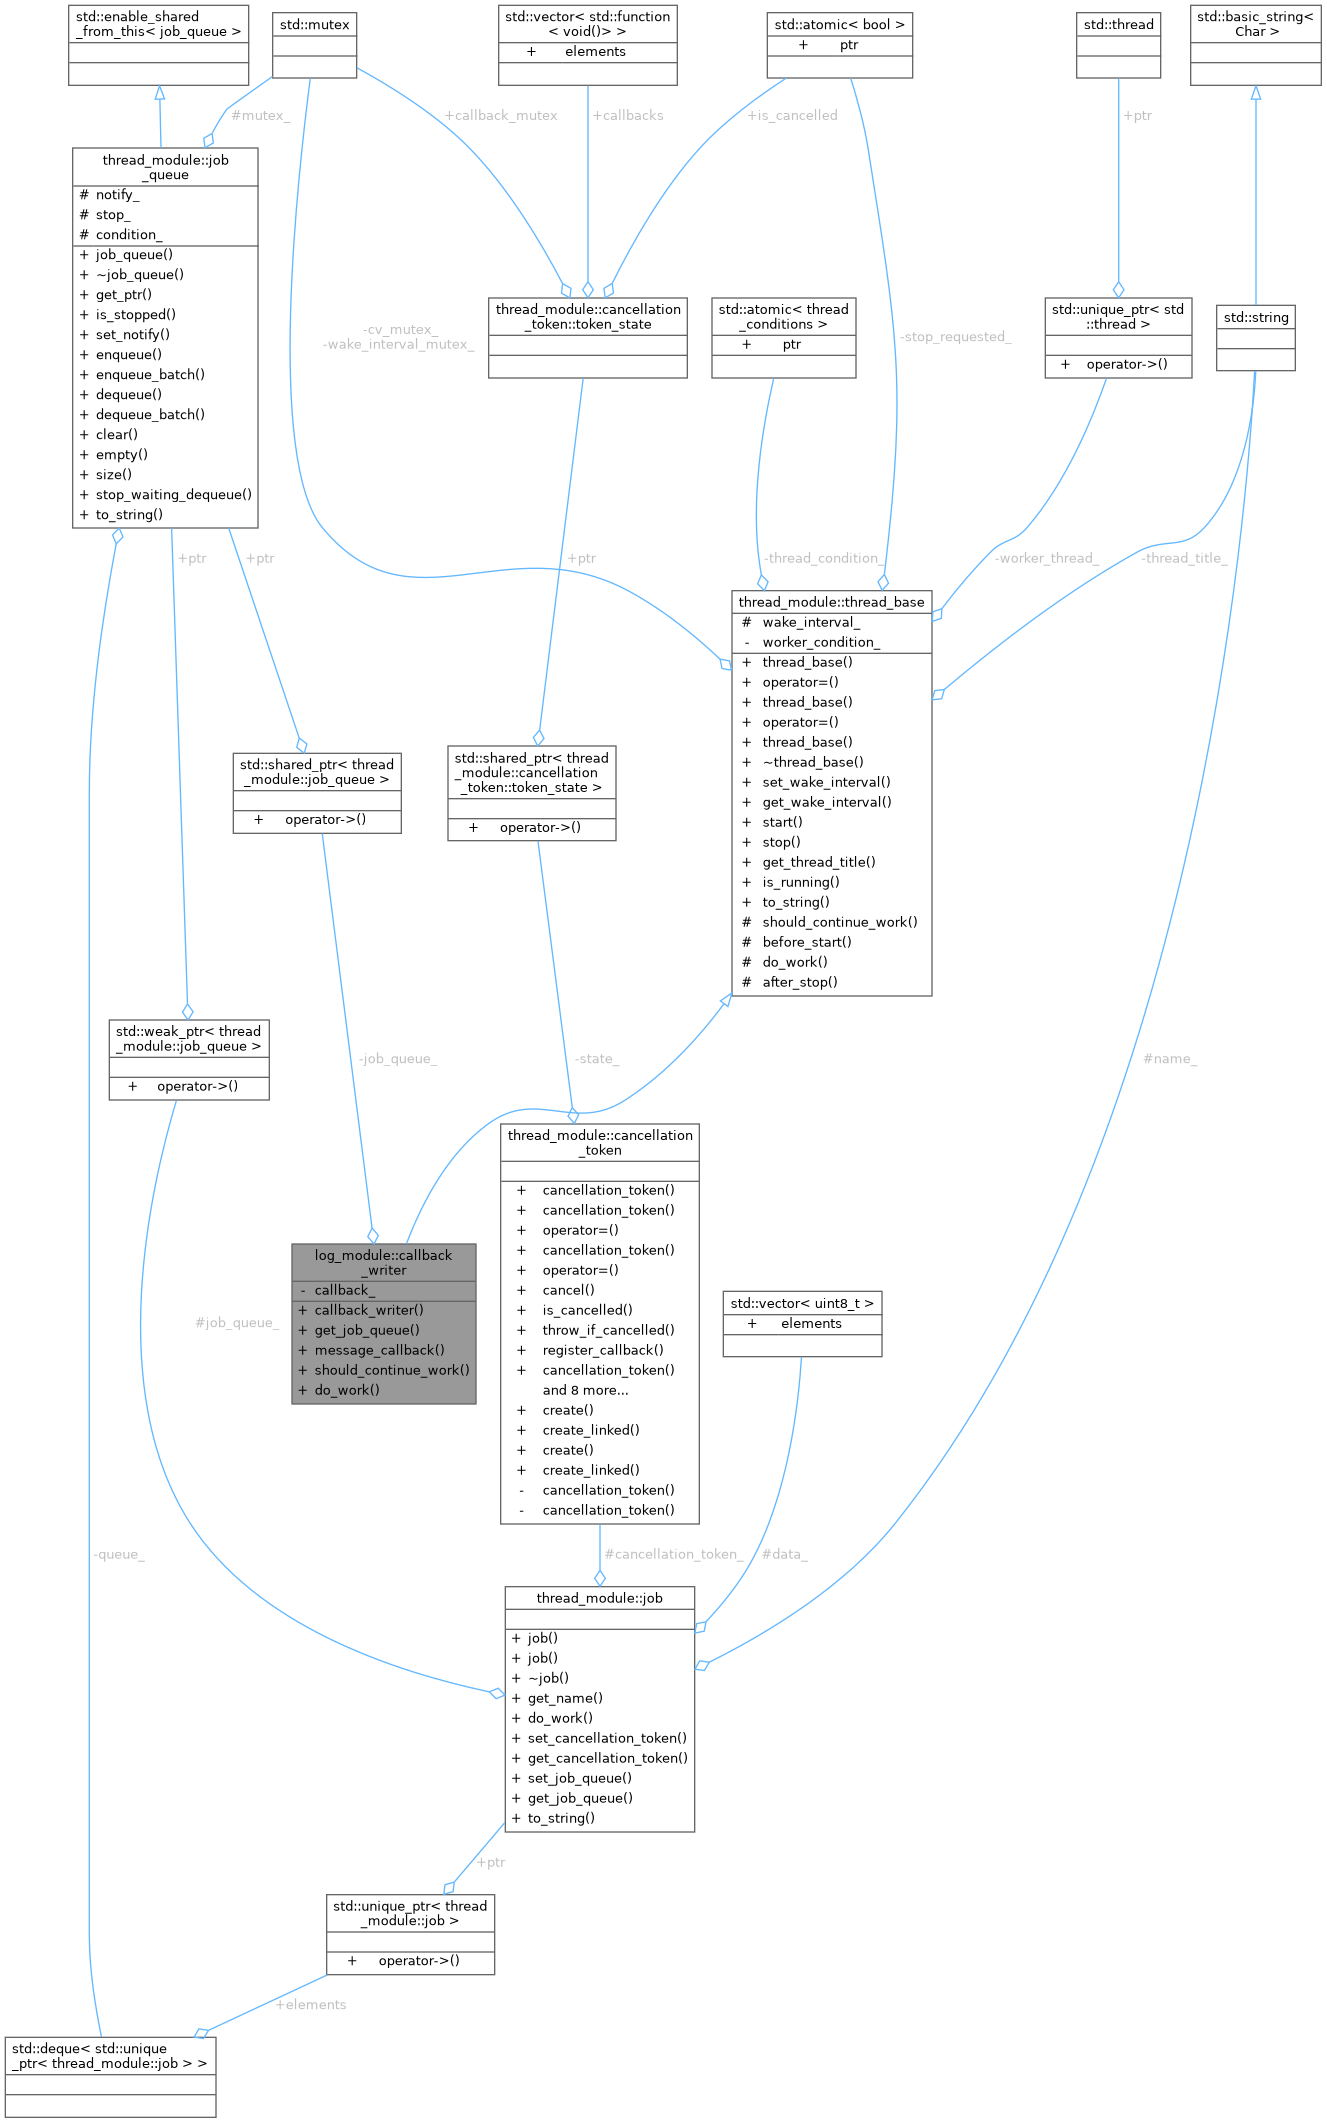 std::enable_shared
_from_this< job_queue >
std::mutex
std::vector< std::function
< void()> >
+ elements
std::atomic< bool >
+ ptr
std::thread
std::basic_string<
Char >
#mutex_
+callback_mutex
+callbacks
+is_cancelled
+ptr
thread_module::job
_queue
# notify_
# stop_
# condition_
+ job_queue()
+ ~job_queue()
+ get_ptr()
+ is_stopped()
+ set_notify()
+ enqueue()
+ enqueue_batch()
+ dequeue()
+ dequeue_batch()
+ clear()
+ empty()
+ size()
+ stop_waiting_dequeue()
+ to_string()
-cv_mutex_
-wake_interval_mutex_
thread_module::cancellation
_token::token_state
std::atomic< thread
_conditions >
+ ptr
-stop_requested_
std::unique_ptr< std
::thread >
+ operator->()
std::string
+ptr
+ptr
+ptr
-thread_condition_
-worker_thread_
-thread_title_
thread_module::thread_base
# wake_interval_
- worker_condition_
+ thread_base()
+ operator=()
+ thread_base()
+ operator=()
+ thread_base()
+ ~thread_base()
+ set_wake_interval()
+ get_wake_interval()
+ start()
+ stop()
+ get_thread_title()
+ is_running()
+ to_string()
# should_continue_work()
# before_start()
# do_work()
# after_stop()
std::shared_ptr< thread
_module::job_queue >
+ operator->()
std::shared_ptr< thread
_module::cancellation
_token::token_state >
+ operator->()
std::weak_ptr< thread
_module::job_queue >
+ operator->()
-job_queue_
-state_
#name_
thread_module::cancellation
_token
+ cancellation_token()
+ cancellation_token()
+ operator=()
+ cancellation_token()
+ operator=()
+ cancel()
+ is_cancelled()
+ throw_if_cancelled()
+ register_callback()
+ cancellation_token()
and 8 more...
+ create()
+ create_linked()
+ create()
+ create_linked()
- cancellation_token()
- cancellation_token()
log_module::callback
_writer
- callback_
+ callback_writer()
+ get_job_queue()
+ message_callback()
+ should_continue_work()
+ do_work()
#job_queue_
std::vector< uint8_t >
+ elements
-queue_
#cancellation_token_
#data_
thread_module::job
+ job()
+ job()
+ ~job()
+ get_name()
+ do_work()
+ set_cancellation_token()
+ get_cancellation_token()
+ set_job_queue()
+ get_job_queue()
+ to_string()
+ptr
std::unique_ptr< thread
_module::job >
+ operator->()
+elements
std::deque< std::unique
_ptr< thread_module::job > >